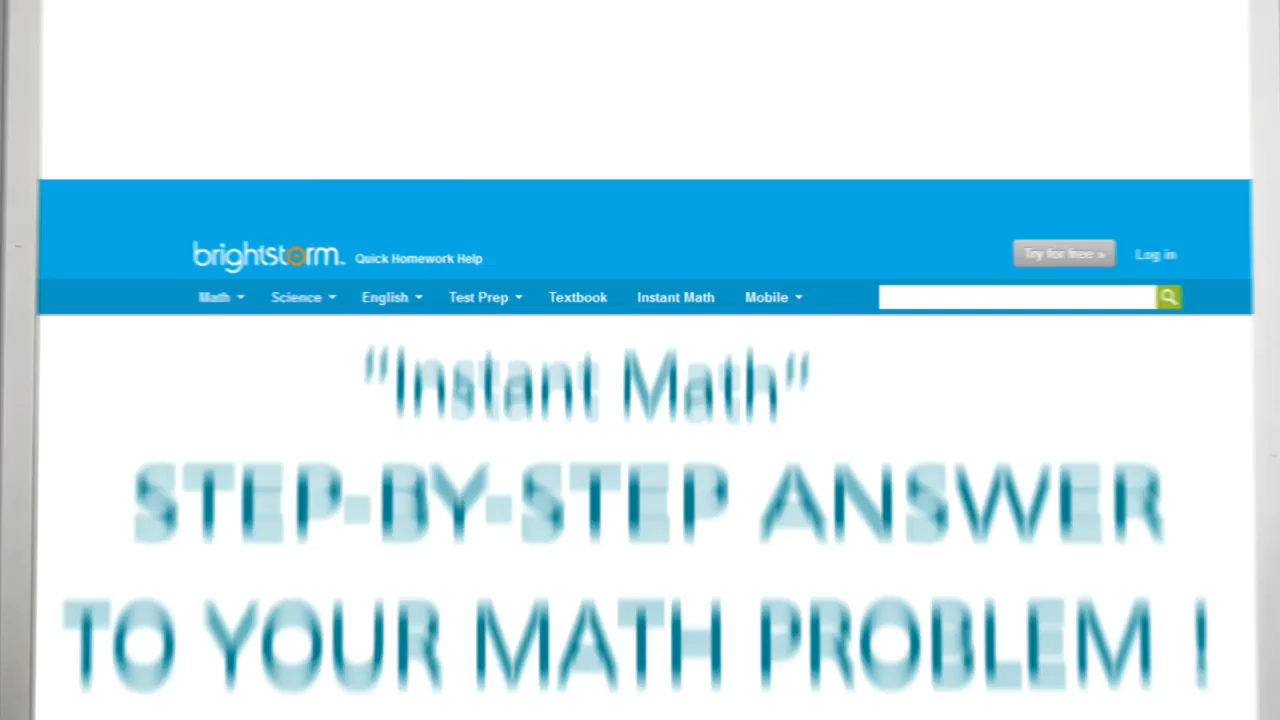 brightstorm. Quick Homework Help
Try for free » Log in
Math Science English Test Prep Textbook Instant Math Mobile
"Instant Math"
STEP-BY-STEP ANSWER
TO YOUR MATH PROBLEM !